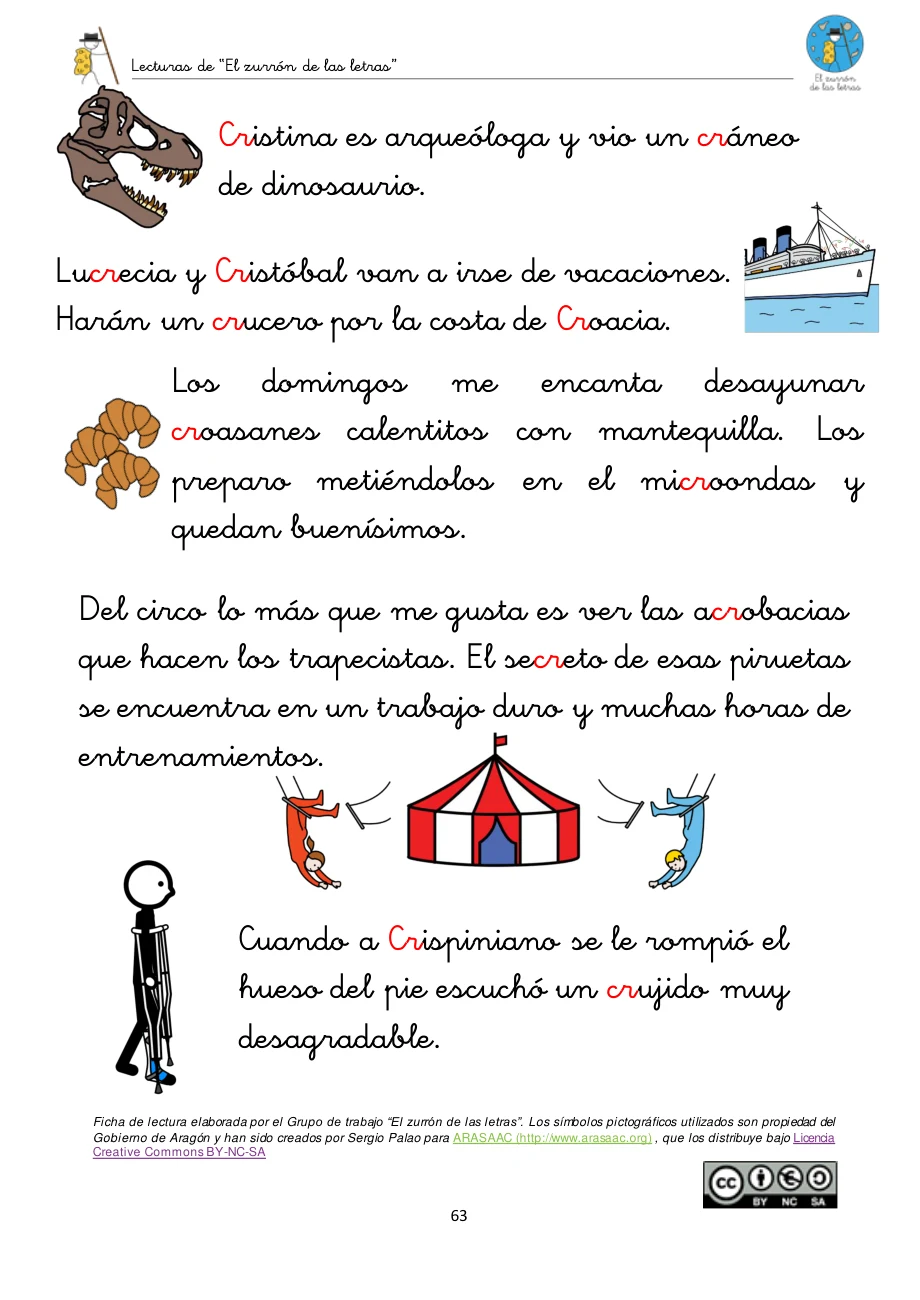 Lecturas de “El zurrón de las letras”
El zurrón
de las letras
Cristina es arqueóloga y vio un cráneo
de dinosaurio.
Lucrecia y Cristóbal van a irse de vacaciones.
Harán un crucero por la costa de Croacia.
Los domingos me encanta desayunar
croasanes calentitos con mantequilla. Los
preparo metiéndolos en el microondas y
quedan buenísimos.
Del circo lo más que me gusta es ver las acrobacias
que hacen los trapecistas. El secreto de esas piruetas
se encuentra en un trabajo duro y muchas horas de
entrenamientos.
Cuando a Crispiniano se le rompió el
hueso del pie escuchó un crujido muy
desagradable.
Ficha de lectura elaborada por el Grupo de trabajo “El zurrón de las letras”. Los símbolos pictográficos utilizados son propiedad del
Gobierno de Aragón y han sido creados por Sergio Palao para ARASAAC (http://www.arasaac.org) , que los distribuye bajo Licencia
Creative Commons BY-NC-SA
cc BY NC SA
63